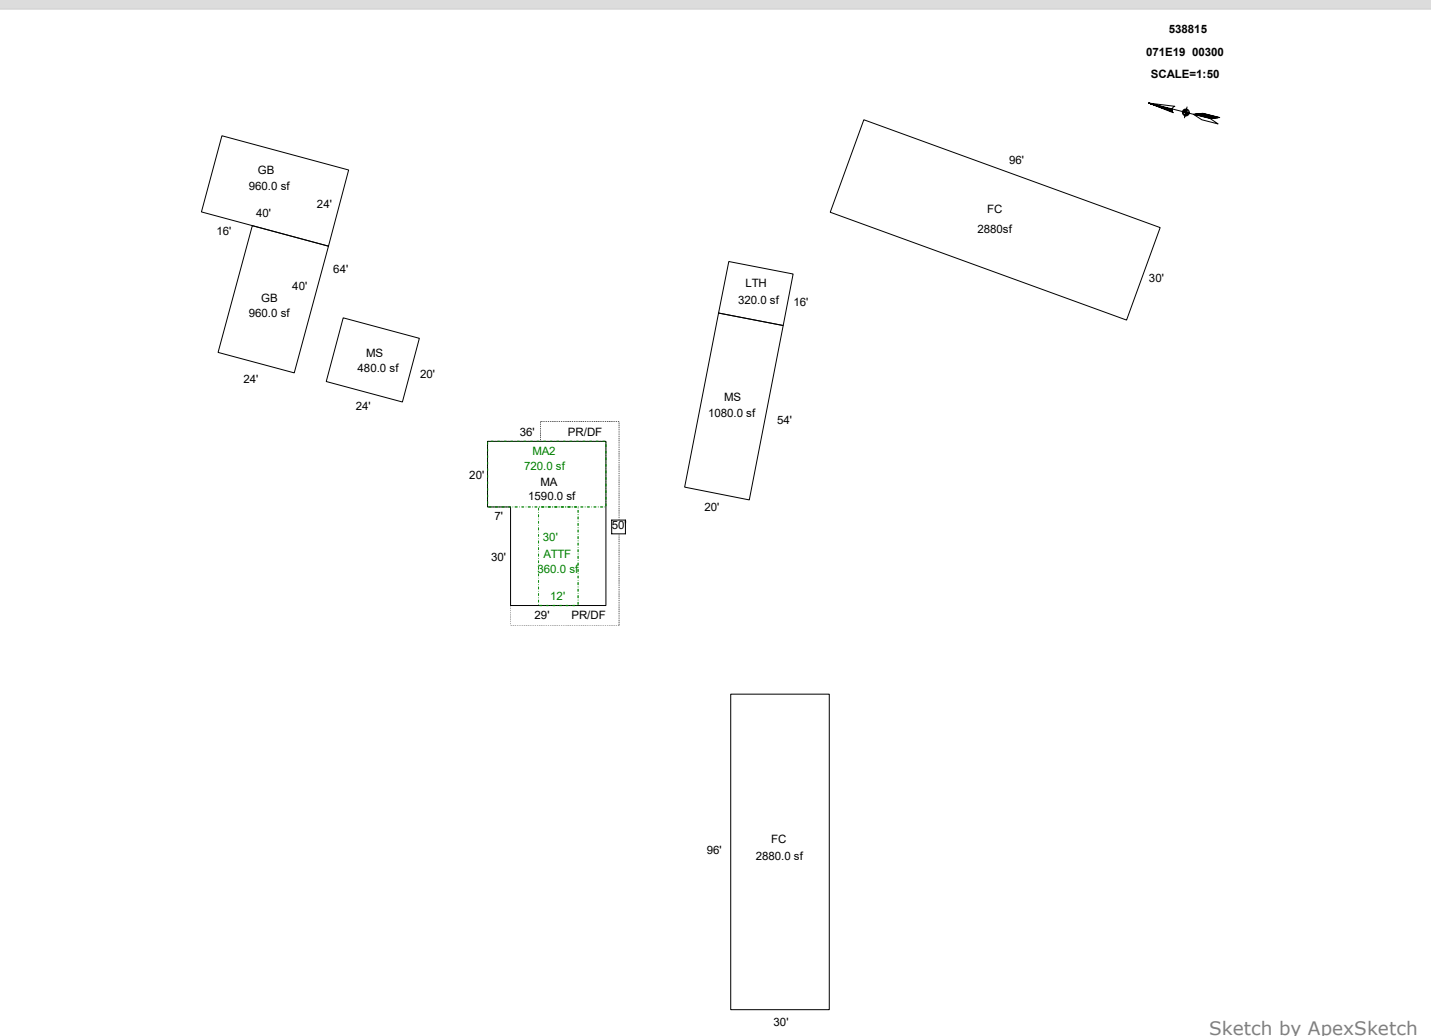 538815
071E19 00300
SCALE=1:50
96'
GB
960.0 sf
24'
40'
16'
FC
2880sf
64'
30'
LTH
320.0 sf
16'
40'
GB
960.0 sf
MS
480.0 sf
20'
24'
24'
MS
1080.0 sf
54'
20'
36'
PR/DF
MA2
720.0 sf
20'
MA
1590.0 sf
7'
50'
30'
30'
ATTF
360.0 sf
12'
29'
PR/DF
FC
2880.0 sf
96'
30'
Sketch by ApexSketch